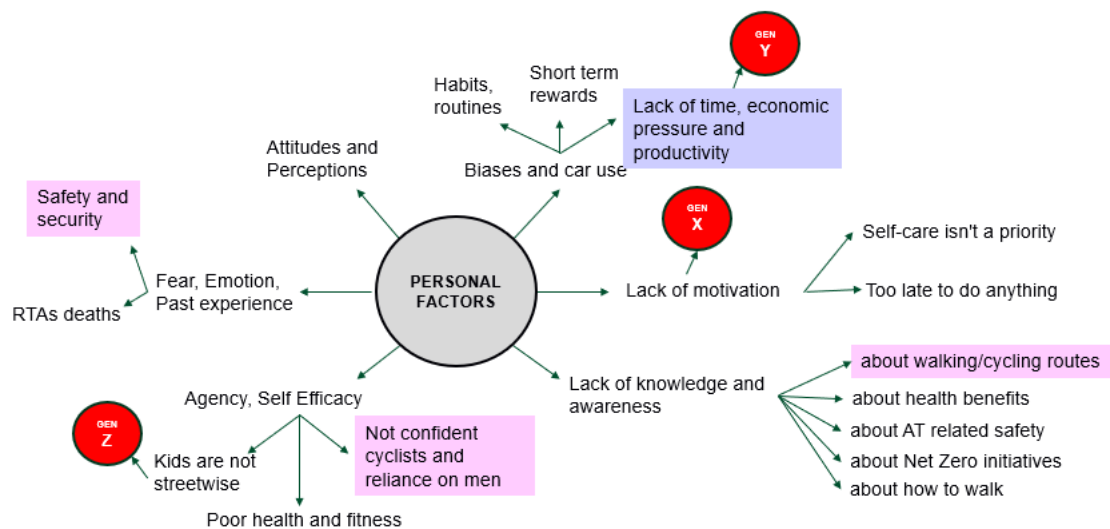 GEN
Y
Short term
rewards
Habits,
routines
Lack of time, economic
pressure and
productivity
Attitudes and
Perceptions
Biases and car use
Safety and
security
GEN
X
Self-care isn't a priority
PERSONAL
FACTORS
Fear, Emotion,
Past experience
Lack of motivation
Too late to do anything
RTAs deaths
about walking/cycling routes
Lack of knowledge and
awareness
about health benefits
Agency, Self Efficacy
about AT related safety
GEN
Z
Not confident
cyclists and
reliance on men
Kids are not
streetwise
about Net Zero initiatives
about how to walk
Poor health and fitness